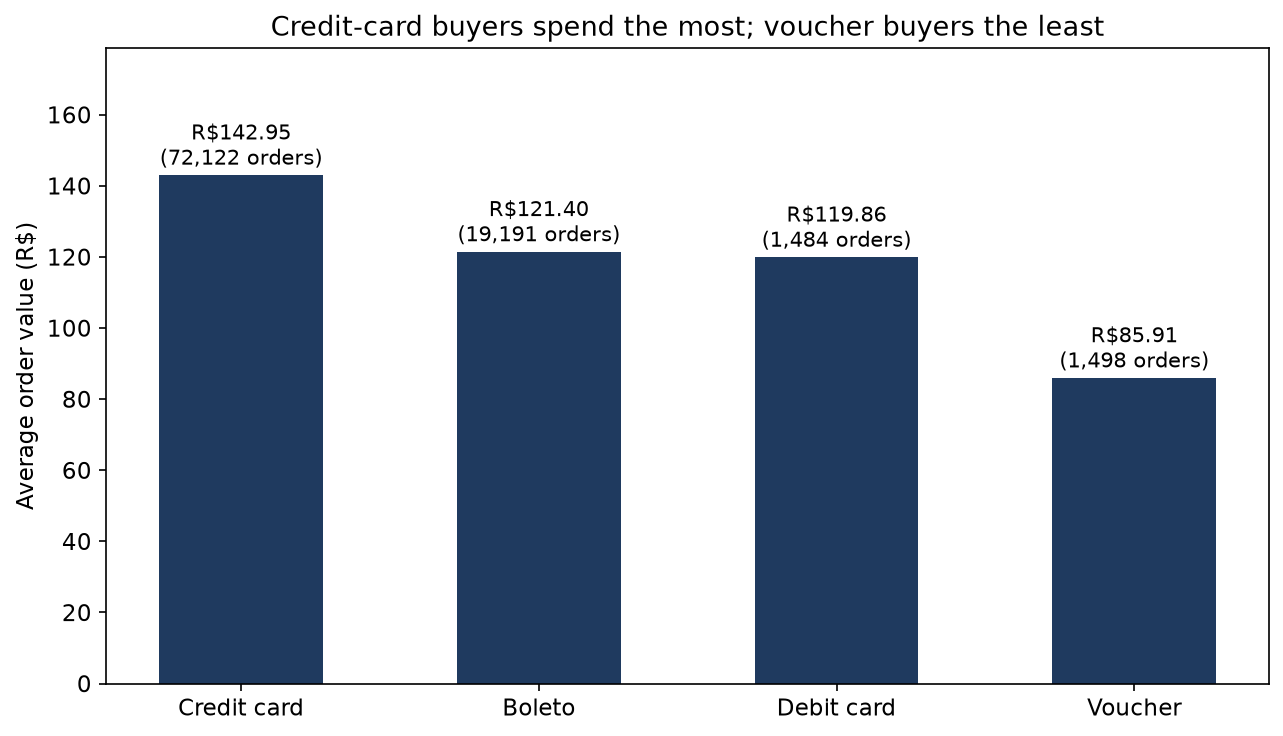 Credit-card buyers spend the most; voucher buyers the least
Average order value (R$)
160
140
120
100
80
60
40
20
0
R$142.95
(72,122 orders)
R$121.40
(19,191 orders)
R$119.86
(1,484 orders)
R$85.91
(1,498 orders)
Credit card
Boleto
Debit card
Voucher